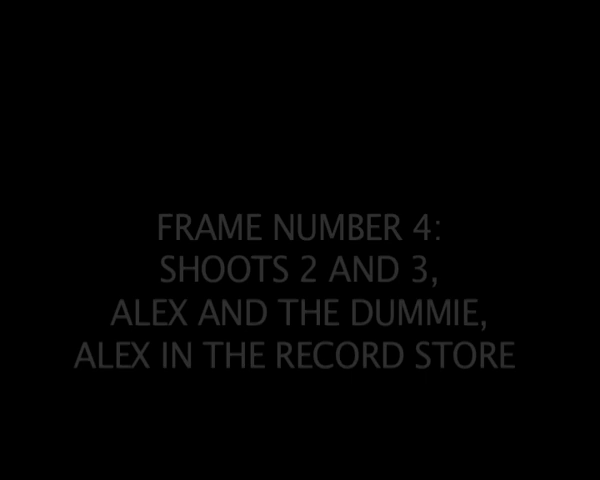 FRAME NUMBER 4:
SHOOTS 2 AND 3,
ALEX AND THE DUMMIE,
ALEX IN THE RECORD STORE